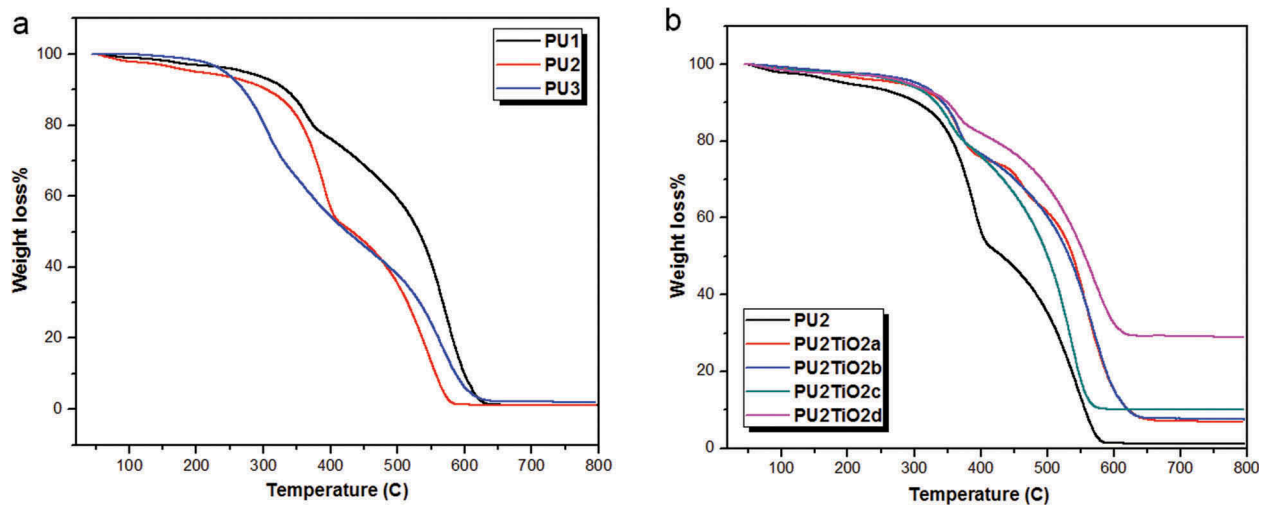 a
PU1
PU2
PU3
Weight loss%
100
80
60
40
20
0
100 200 300 400 500 600 700 800
Temperature (C)
b
Weight loss%
100
80
60
40
20
0
PU2
PU2TiO2a
PU2TiO2b
PU2TiO2c
PU2TiO2d
100 200 300 400 500 600 700 800
Temperature (C)